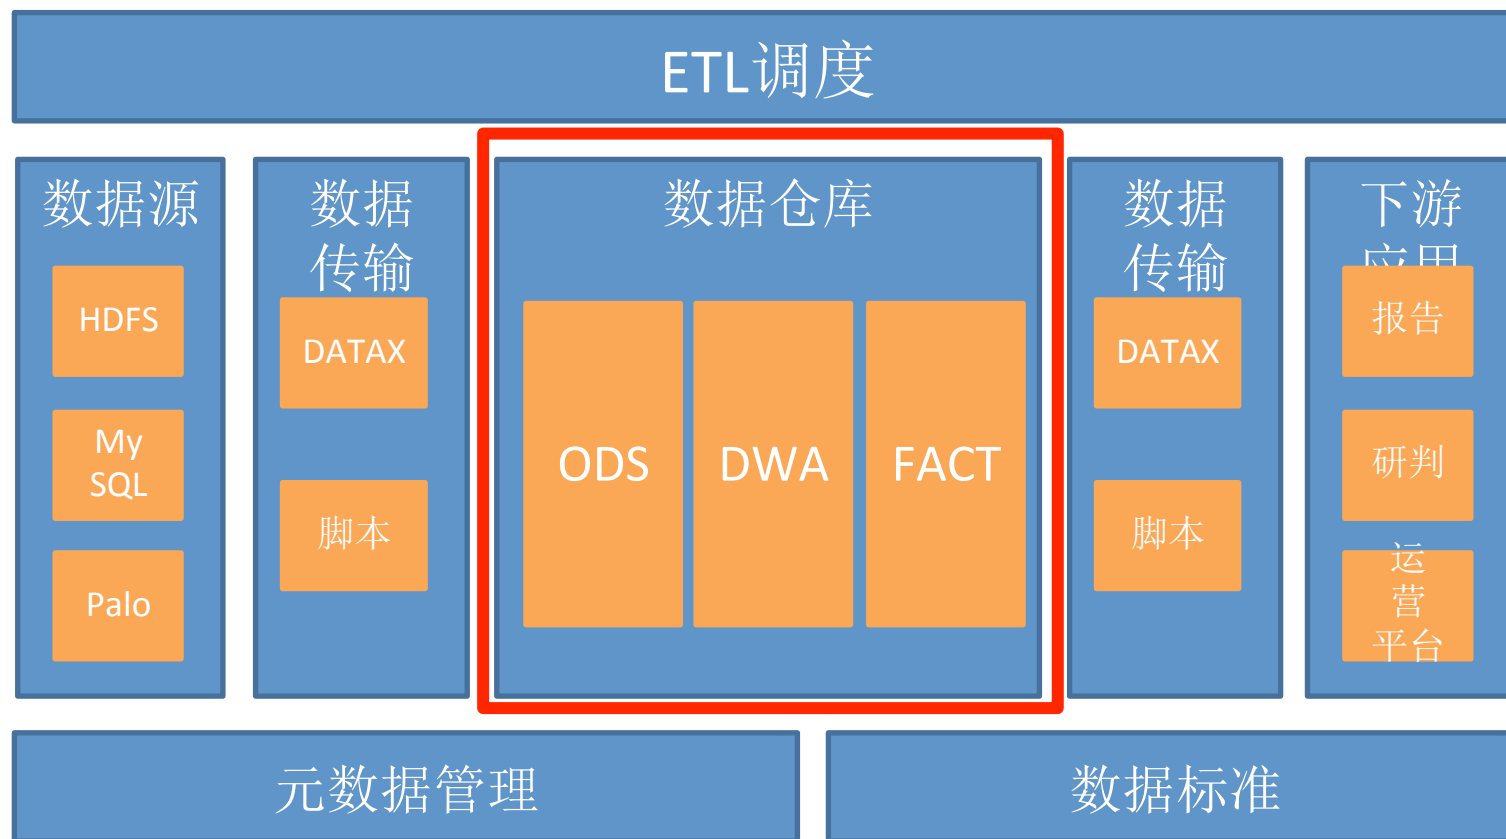 ETL调度
数据源
HDFS
My
SQL
Palo
数据
传输
DATAX
脚本
数据仓库
ODS
DWA
FACT
数据
传输
DATAX
脚本
下游
应用
报告
研判
运
营
平台
元数据管理
数据标准